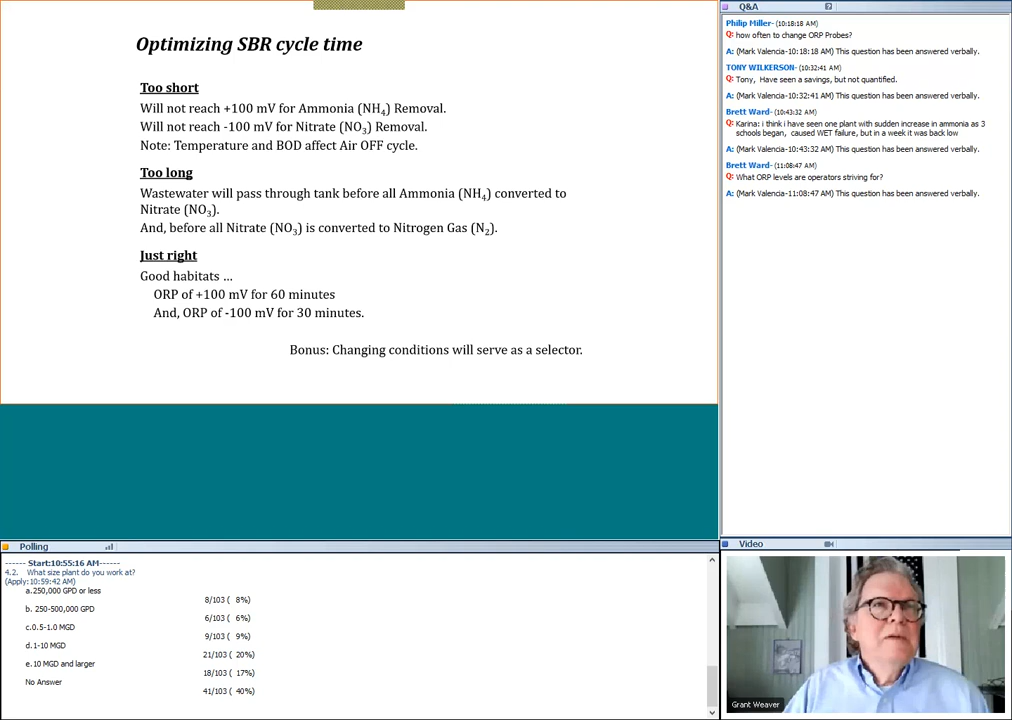 Optimizing SBR cycle time
Too short
Will not reach +100 mV for Ammonia (NH4) Removal.
Will not reach -100 mV for Nitrate (NO3) Removal.
Note: Temperature and BOD affect Air OFF cycle.
Too long
Wastewater will pass through tank before all Ammonia (NH4) converted to
Nitrate (NO3).
And, before all Nitrate (NO3) is converted to Nitrogen Gas (N2).
Just right
Good habitats ...
ORP of +100 mV for 60 minutes
And, ORP of -100 mV for 30 minutes.
Bonus: Changing conditions will serve as a selector.
Q&A
Philip Miller- (10:18:18 AM)
Q: how often to change ORP Probes?
A: (Mark Valencia-10:18:18 AM) This question has been answered verbally.
TONY WILKERSON- (10:32:41 AM)
Q: Tony, Have seen a savings, but not quantified.
A: (Mark Valencia-10:32:41 AM) This question has been answered verbally.
Brett Ward- (10:43:32 AM)
Q: Karina: i think i have seen one plant with sudden increase in ammonia as 3
schools began, caused WET failure, but in a week it was back low
A: (Mark Valencia-10:43:32 AM) This question has been answered verbally.
Brett Ward- (11:08:47 AM)
Q: What ORP levels are operators striving for?
A: (Mark Valencia-11:08:47 AM) This question has been answered verbally.
Polling
------ Start:10:55:16 AM------
4.2. What size plant do you work at?
(Apply:10:59:42 AM)
a.250,000 GPD or less
8/103 ( 8%)
b. 250-500,000 GPD
6/103 ( 6%)
c.0.5-1.0 MGD
9/103 ( 9%)
d.1-10 MGD
21/103 ( 20%)
e.10 MGD and larger
18/103 ( 17%)
No Answer
41/103 ( 40%)
Video
Grant Weaver